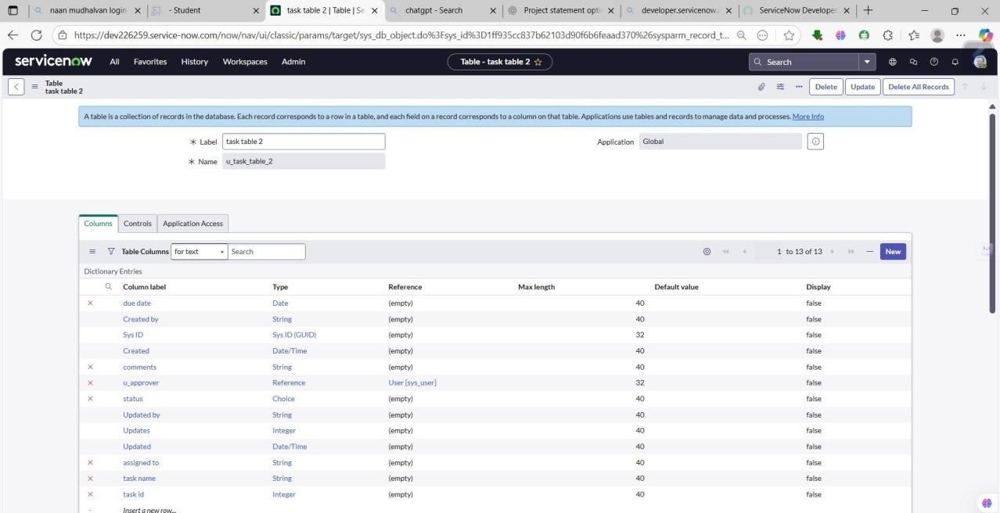 naan mudhalvan login
- Student
task table 2 | Table | Se
chatgpt - Search
Project statement opti
developer.servicenow.
ServiceNow Developer
https://dev226259.service-now.com/now/nav/ui/classic/params/target/sys_db_object.do%3Fsys_id%3D1ff935cc837b62103d90f6b6feaad370%26sysparm_record_t...
servicenow All Favorites History Workspaces Admin Table - task table 2 Search
Table
task table 2
Delete Update Delete All Records
A table is a collection of records in the database. Each record corresponds to a row in a table, and each field on a record corresponds to a column on that table. Applications use tables and records to manage data and processes. More Info
Label task table 2 Application Global
Name u_task_table_2
Columns Controls Application Access
Table Columns for text Search 1 to 13 of 13 New
Dictionary Entries
Column label Type Reference Max length Default value Display
due date Date (empty) 40 false
Created by String (empty) 40 false
Sys ID Sys ID (GUID) (empty) 32 false
Created Date/Time (empty) 40 false
comments String (empty) 40 false
u_approver Reference User [sys_user] 32 false
status Choice (empty) 40 false
Updated by String (empty) 40 false
Updates Integer (empty) 40 false
Updated Date/Time (empty) 40 false
assigned to String (empty) 40 false
task name String (empty) 40 false
task id Integer (empty) 40 false
Insert a new row...